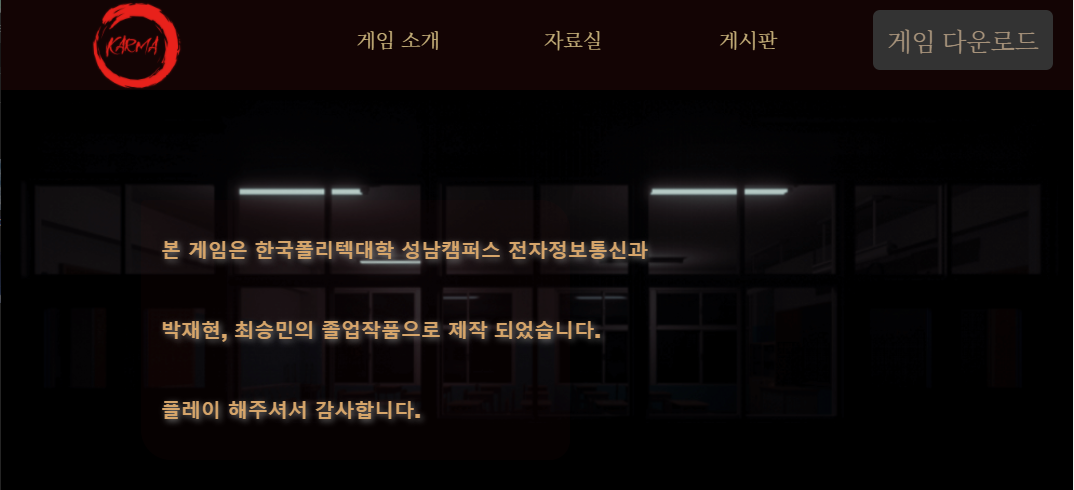 KARMA
게임 소개
자료실
게시판
게임 다운로드
본 게임은 한국폴리텍대학 성남캠퍼스 전자정보통신과
박재현, 최승민의 졸업작품으로 제작 되었습니다.
플레이 해주셔서 감사합니다.